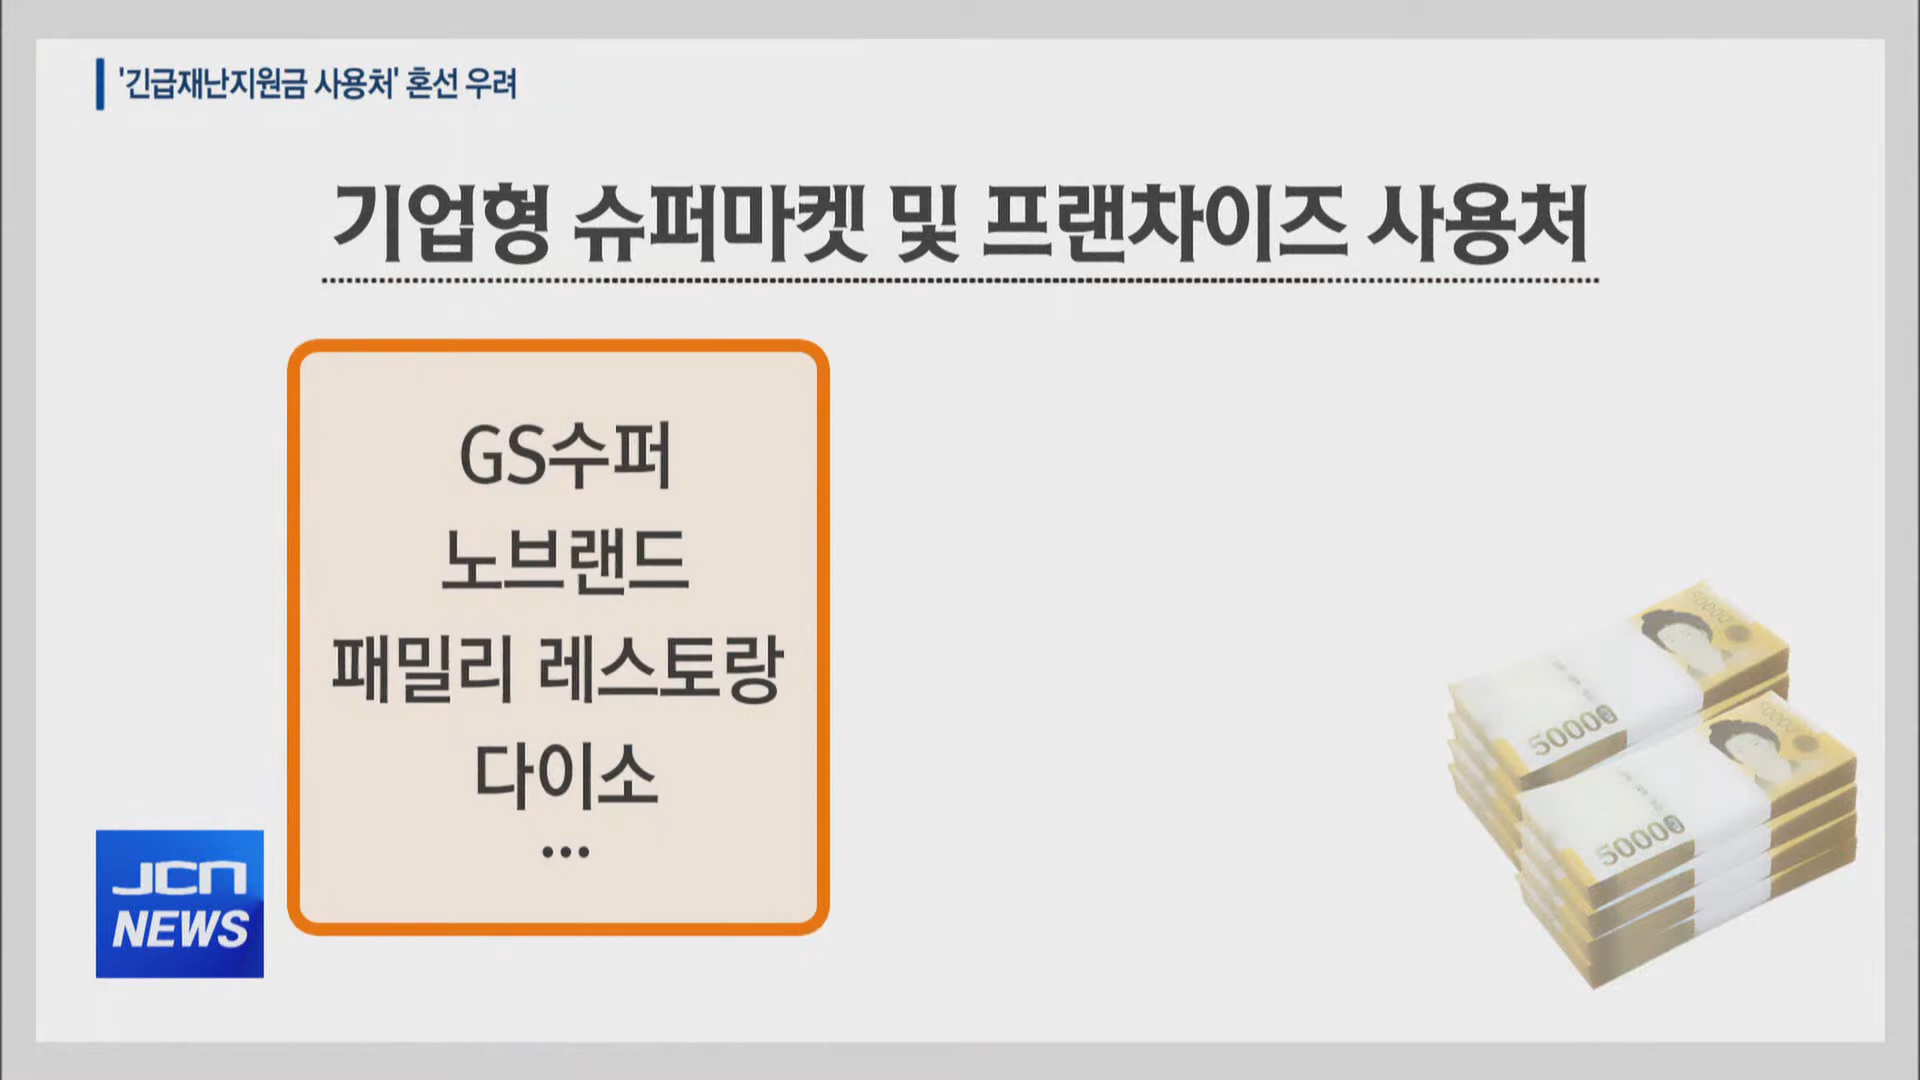 '긴급재난지원금 사용처' 혼선 우려
기업형 슈퍼마켓 및 프랜차이즈 사용처
GS수퍼
노브랜드
패밀리 레스토랑
다이소
...
JCN
NEWS
50000
50000
50000